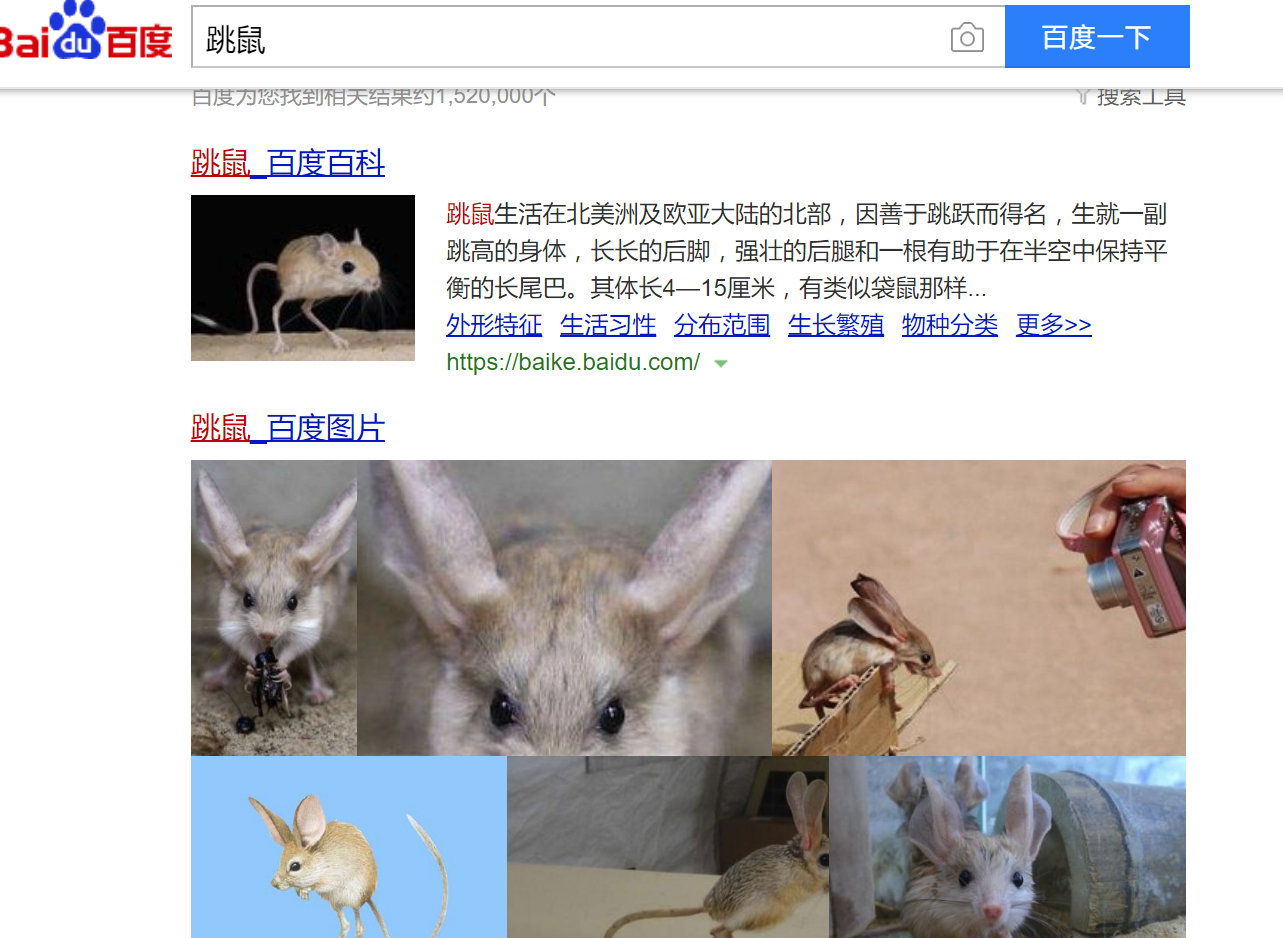 Bai du 百度
跳鼠
百度一下
百度为您找到相关结果约1,520,000个
搜索工具
跳鼠_百度百科
跳鼠生活在北美洲及欧亚大陆的北部，因善于跳跃而得名，生就一副
跳高的身体，长长的后脚，强壮的后腿和一根有助于在半空中保持平
衡的长尾巴。其体长4—15厘米，有类似袋鼠那样...
外形特征 生活习性 分布范围 生长繁殖 物种分类 更多>>
https://baike.baidu.com/
跳鼠_百度图片